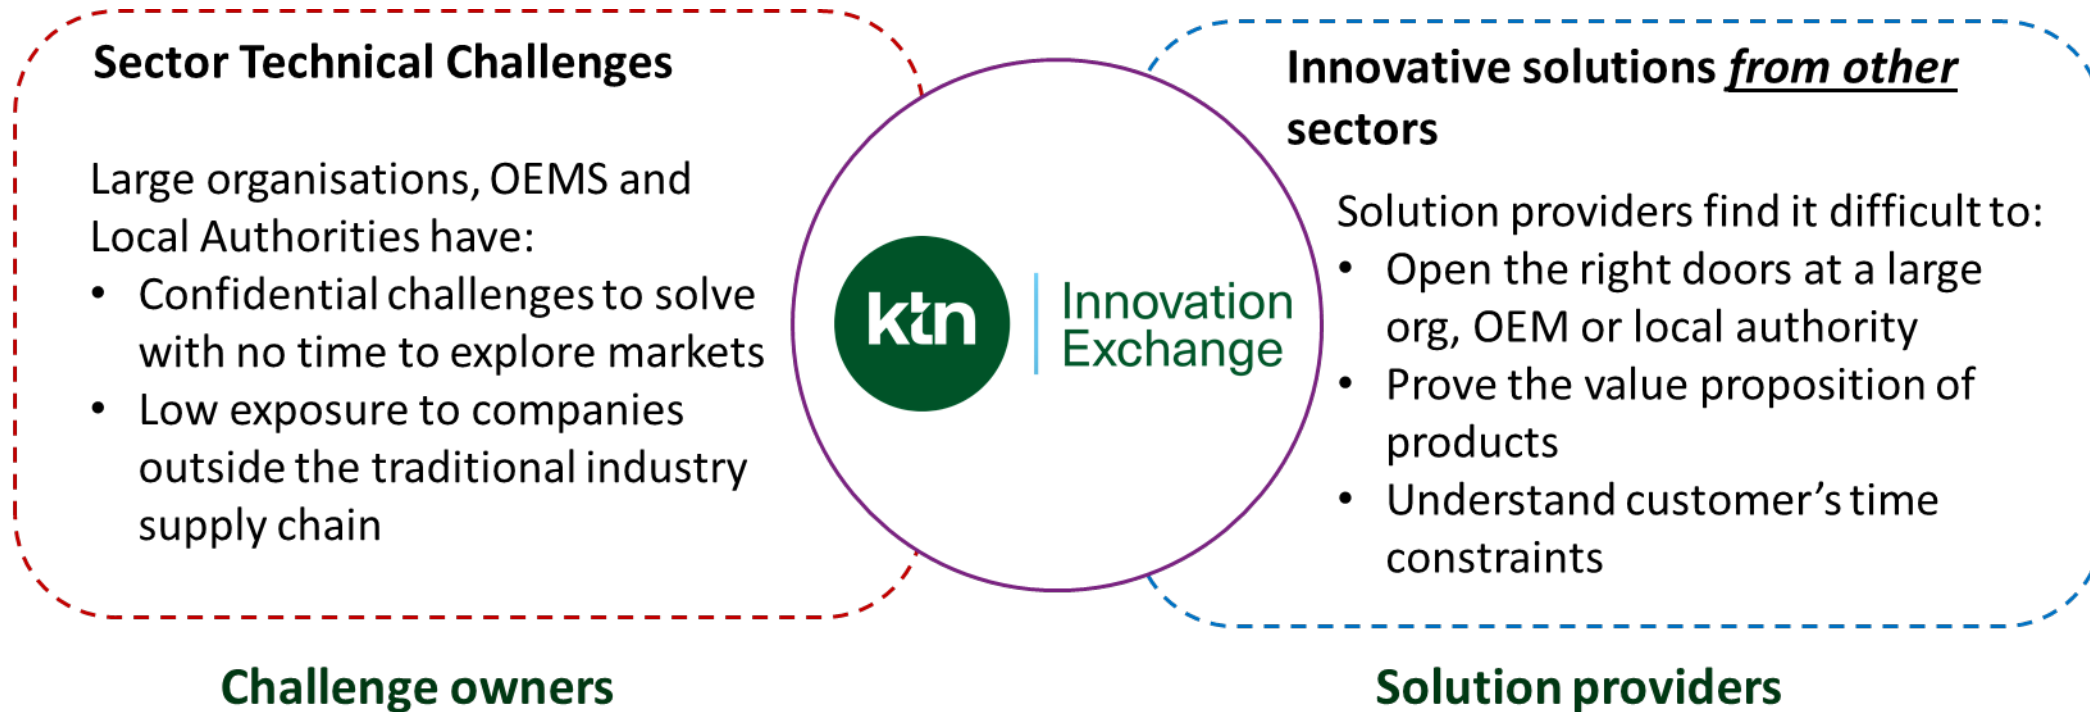 Sector Technical Challenges
Large organisations, OEMS and
Local Authorities have:
• Confidential challenges to solve
with no time to explore markets
• Low exposure to companies
outside the traditional industry
supply chain
Challenge owners
ktn
Innovation
Exchange
Innovative solutions from other
sectors
Solution providers find it difficult to:
• Open the right doors at a large
org, OEM or local authority
• Prove the value proposition of
products
• Understand customer’s time
constraints
Solution providers